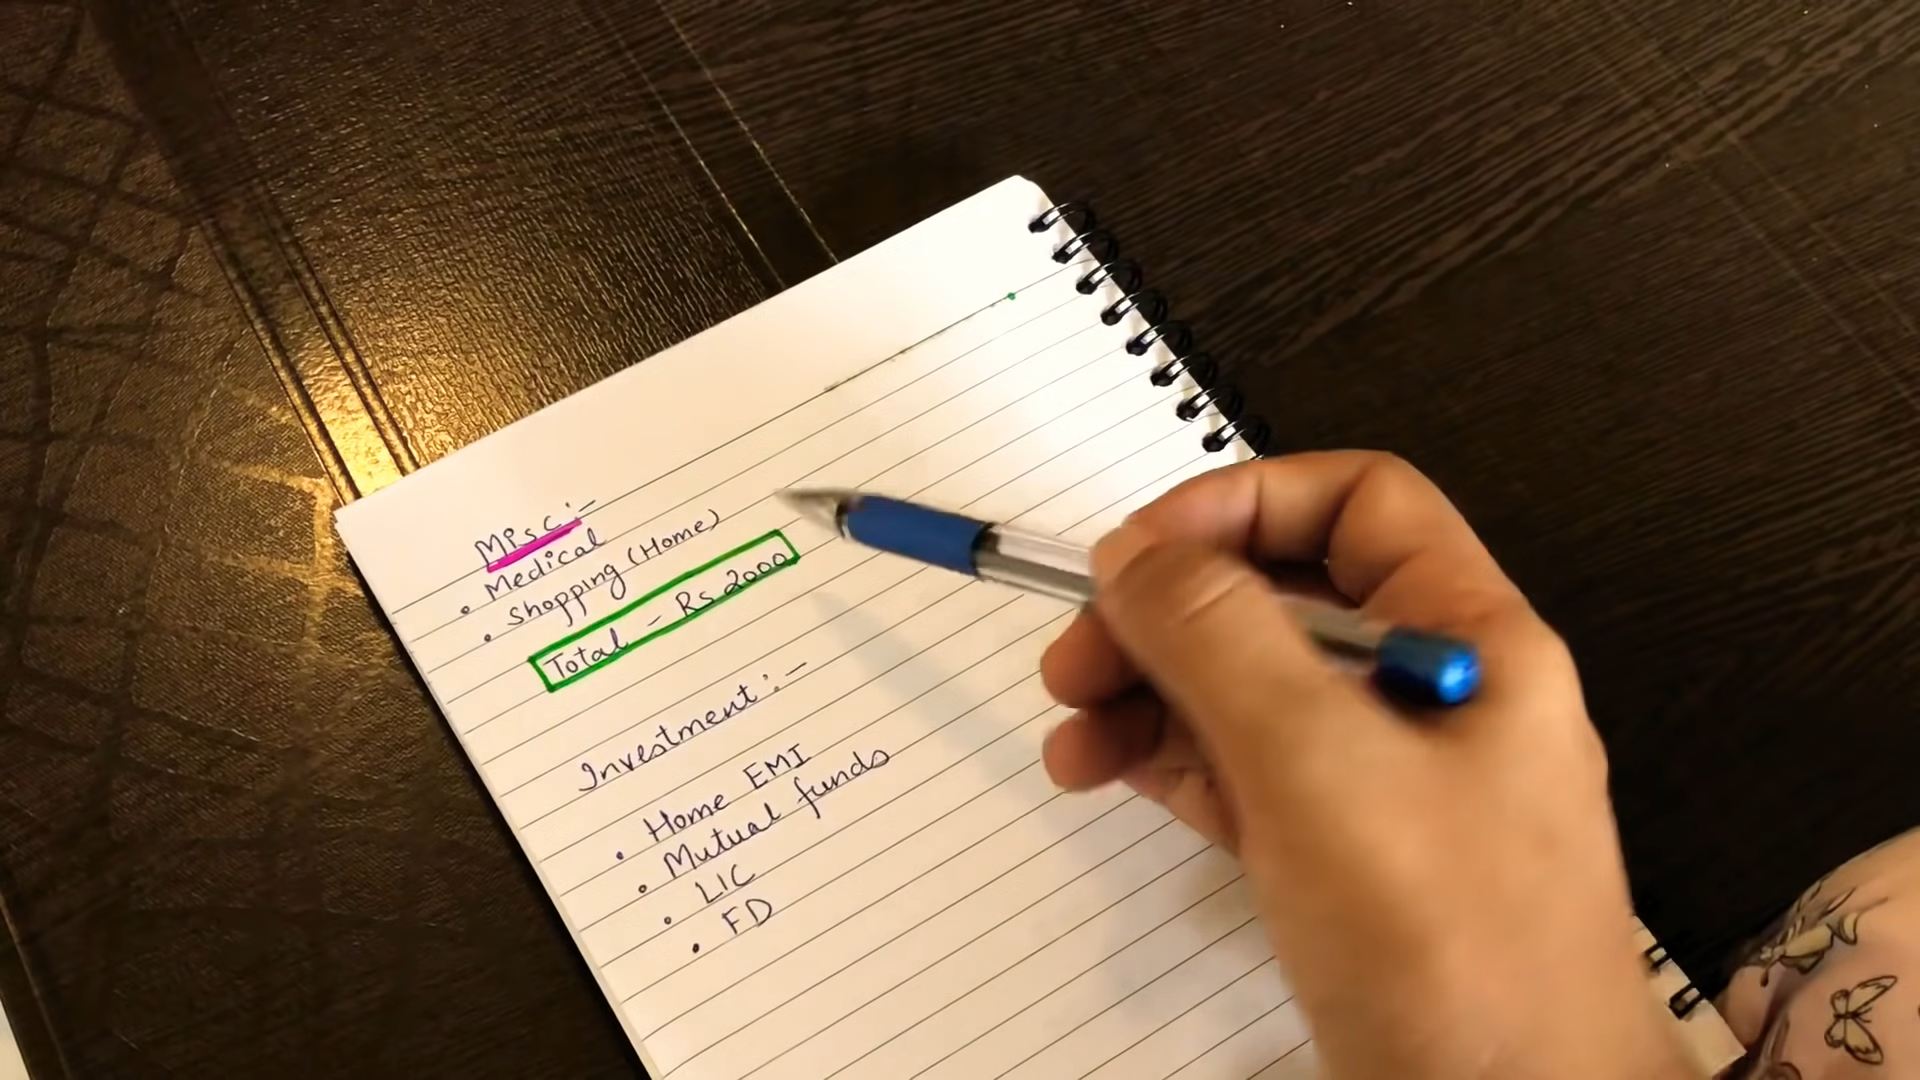 Misc :-
• Medical
• Shopping (Home)
Total - Rs 2000
Investment :-
• Home EMI
• Mutual funds
• LIC
• FD